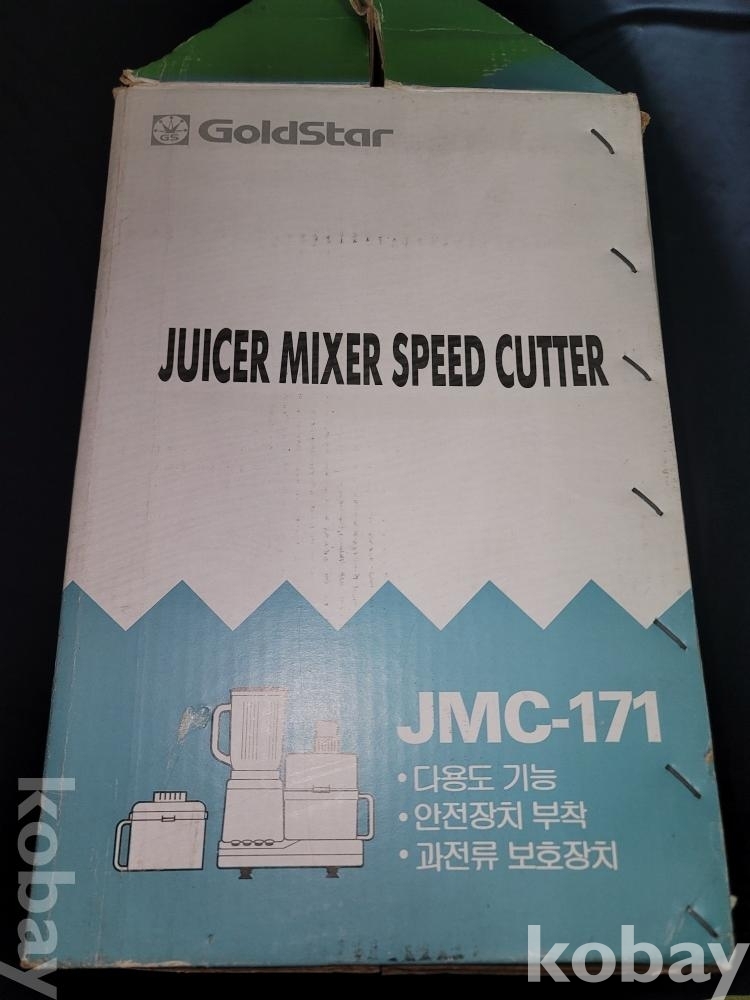 GS GoldStar
JUICER MIXER SPEED CUTTER
JMC-171
•다용도 기능
•안전장치 부착
•과전류 보호장치
kobay
kobay